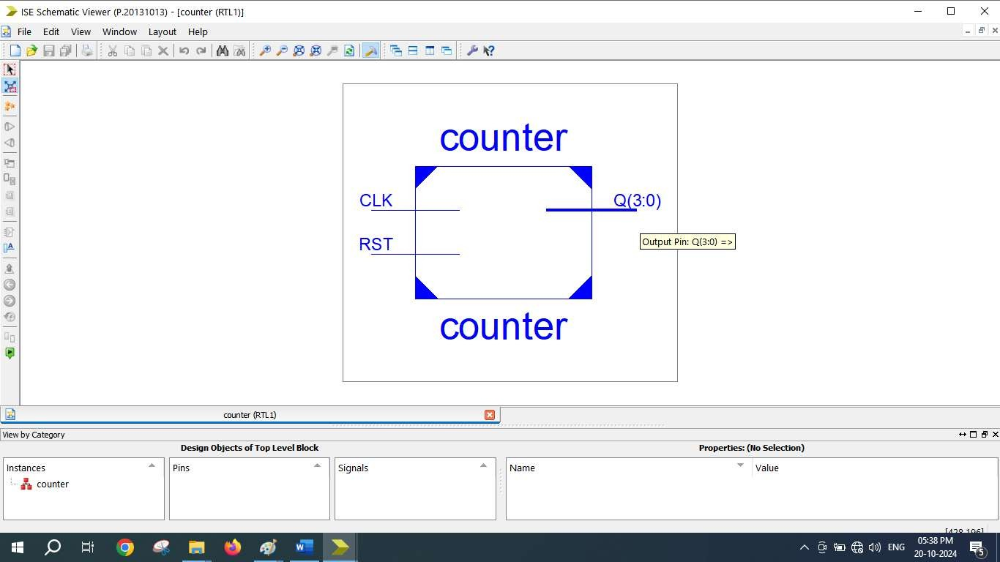 ISE Schematic Viewer (P.20131013) - [counter (RTL1)]
File Edit View Window Layout Help
counter
CLK
Q(3:0)
RST
Output Pin: Q(3:0) =>
counter
counter (RTL1)
View by Category
Design Objects of Top Level Block
Properties: (No Selection)
Instances
Pins
Signals
Name
Value
counter
[428,196]
ENG
05:38 PM
20-10-2024
5